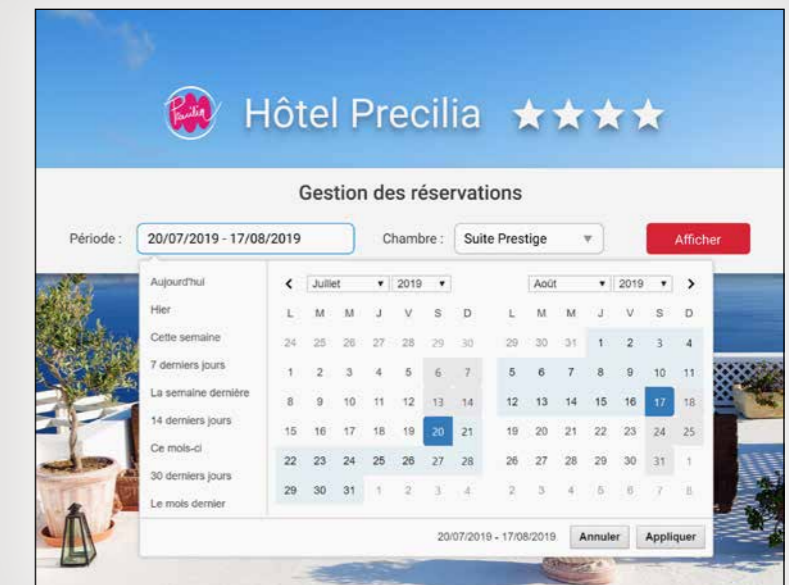 Precilia
Hôtel Precilia
Gestion des réservations
Période : 20/07/2019 - 17/08/2019 Chambre : Suite Prestige Afficher
Aujourd'hui
Hier
Cette semaine
7 derniers jours
La semaine dernière
14 derniers jours
Ce mois-ci
30 derniers jours
Le mois dernier
Juillet 2019
L M M J V S D
24 25 26 27 28 29 30
1 2 3 4 5 6 7
8 9 10 11 12 13 14
15 16 17 18 19 20 21
22 23 24 25 26 27 28
29 30 31 1 2 3 4
Août 2019
L M M J V S D
29 30 31 1 2 3 4
5 6 7 8 9 10 11
12 13 14 15 16 17 18
19 20 21 22 23 24 25
26 27 28 29 30 31 1
2 3 4 5 6 7 8
20/07/2019 - 17/08/2019 Annuler Appliquer